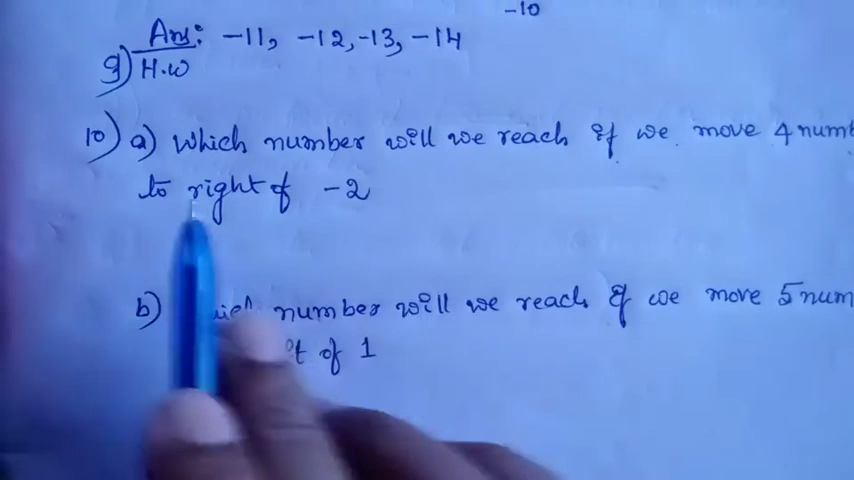 -10
Ans: -11, -12, -13, -14
9) H.W
10) a) Which number will we reach if we move 4 numb
to right of -2
b) number will we reach if we move 5 num
of 1